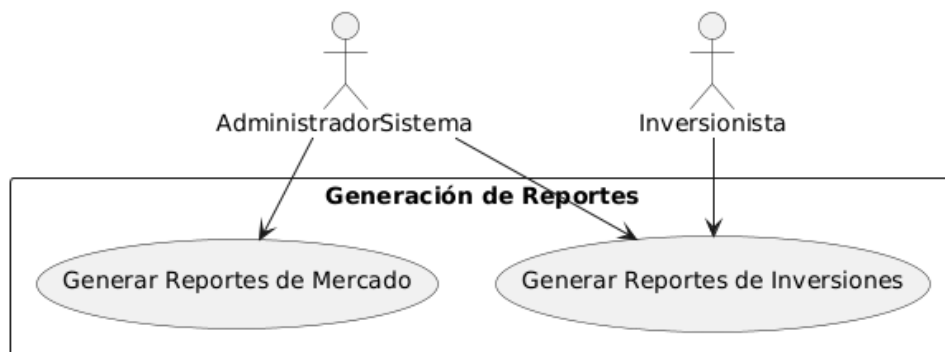 AdministradorSistema
Inversionista
Generación de Reportes
Generar Reportes de Mercado
Generar Reportes de Inversiones